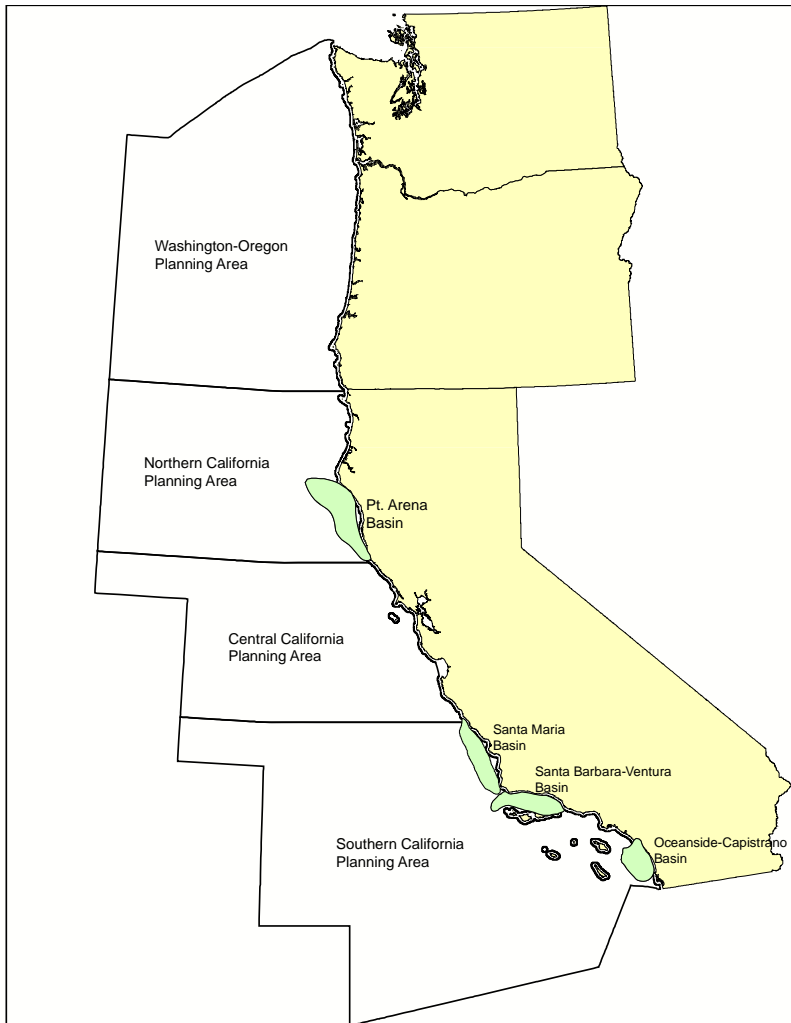 Washington-Oregon
Planning Area
Northern California
Planning Area
Pt. Arena
Basin
Central California
Planning Area
Santa Maria
Basin
Santa Barbara-Ventura
Basin
Southern California
Planning Area
Oceanside-Capistrano
Basin